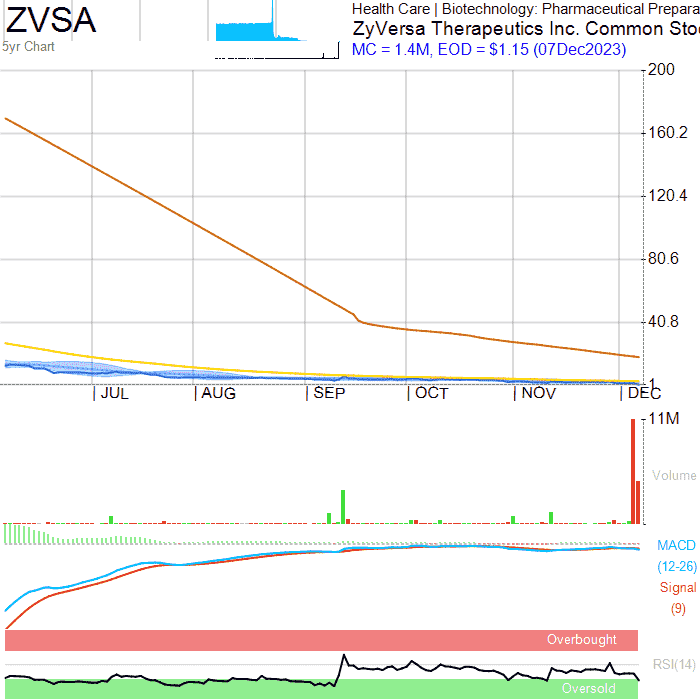 ZVSA
5yr Chart
Health Care | Biotechnology: Pharmaceutical Prepara
ZyVersa Therapeutics Inc. Common Sto
MC = 1.4M, EOD = $1.15 (07Dec2023)
200
160.2
120.4
80.6
40.8
1
JUL AUG SEP OCT NOV DEC
11M
Volume
MACD
(12-26)
Signal
(9)
Overbought
RSI(14)
Oversold